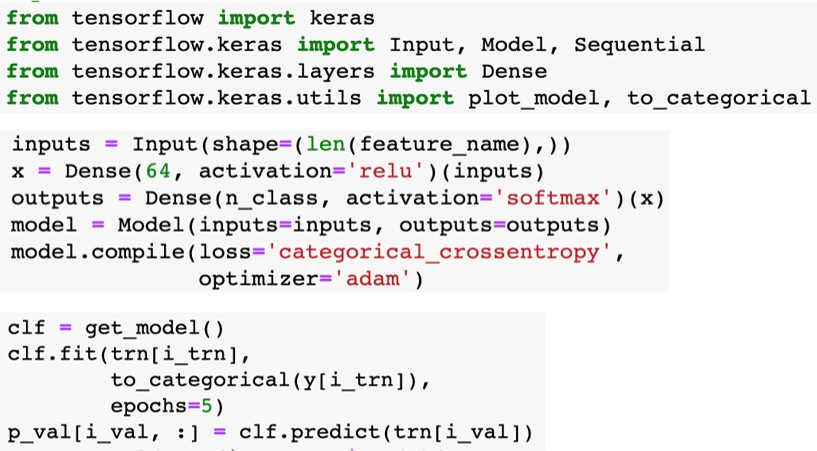 from tensorflow import keras
from tensorflow.keras import Input, Model, Sequential
from tensorflow.keras.layers import Dense
from tensorflow.keras.utils import plot_model, to_categorical
inputs = Input(shape=(len(feature_name),))
x = Dense(64, activation='relu')(inputs)
outputs = Dense(n_class, activation='softmax')(x)
model = Model(inputs=inputs, outputs=outputs)
model.compile(loss='categorical_crossentropy',
              optimizer='adam')
clf = get_model()
clf.fit(trn[i_trn],
        to_categorical(y[i_trn]),
        epochs=5)
p_val[i_val, :] = clf.predict(trn[i_val])